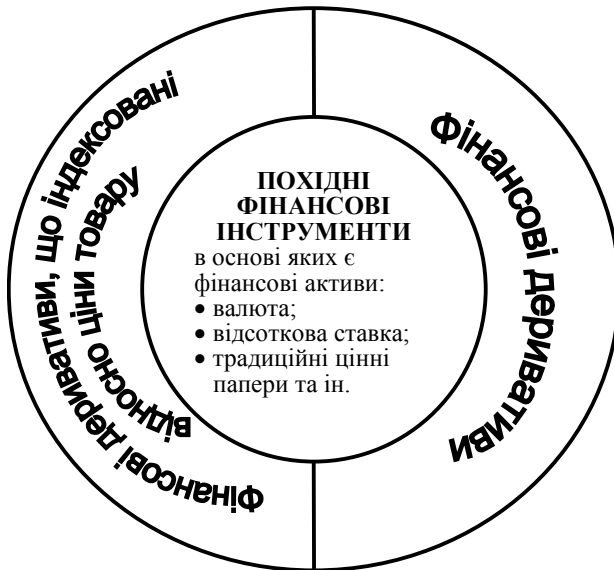 Фінансові деривативи, що індексовані
відносно ціни товару
ПОХІДНІ
ФІНАНСОВІ
ІНСТРУМЕНТИ
в основі яких є
фінансові активи:
• валюта;
• відсоткова ставка;
• традиційні цінні
папери та ін.
Фінансові деривативи